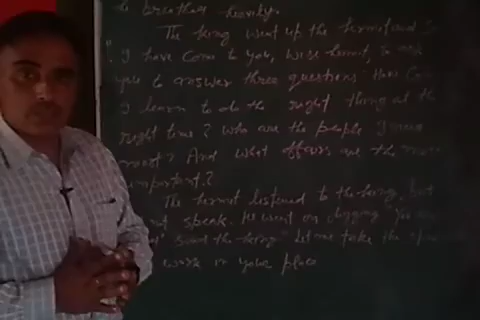 to breathe heavily.
The king went up the hermit and
"I have Come to you, wise hermit, to ask
you to answer three questions: How Can
I learn to do the right thing at the
right time? Who are the people I need
most? And what affairs are the more
important?
The hermit listened to the king, but
not speak. He went on digging. "You are
" said the king "Let me take the
work in your place